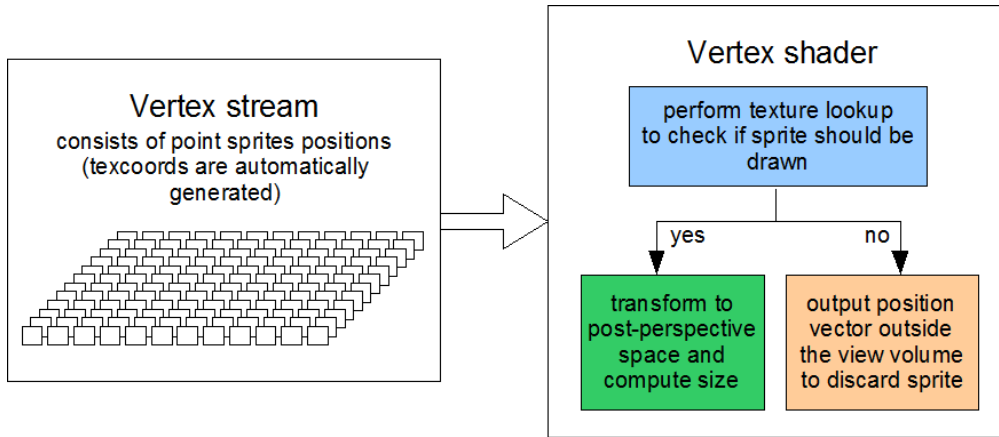 Vertex stream
consists of point sprites positions
(texcoords are automatically
generated)
Vertex shader
perform texture lookup
to check if sprite should be
drawn
yes
no
transform to
post-perspective
space and
compute size
output position
vector outside
the view volume
to discard sprite